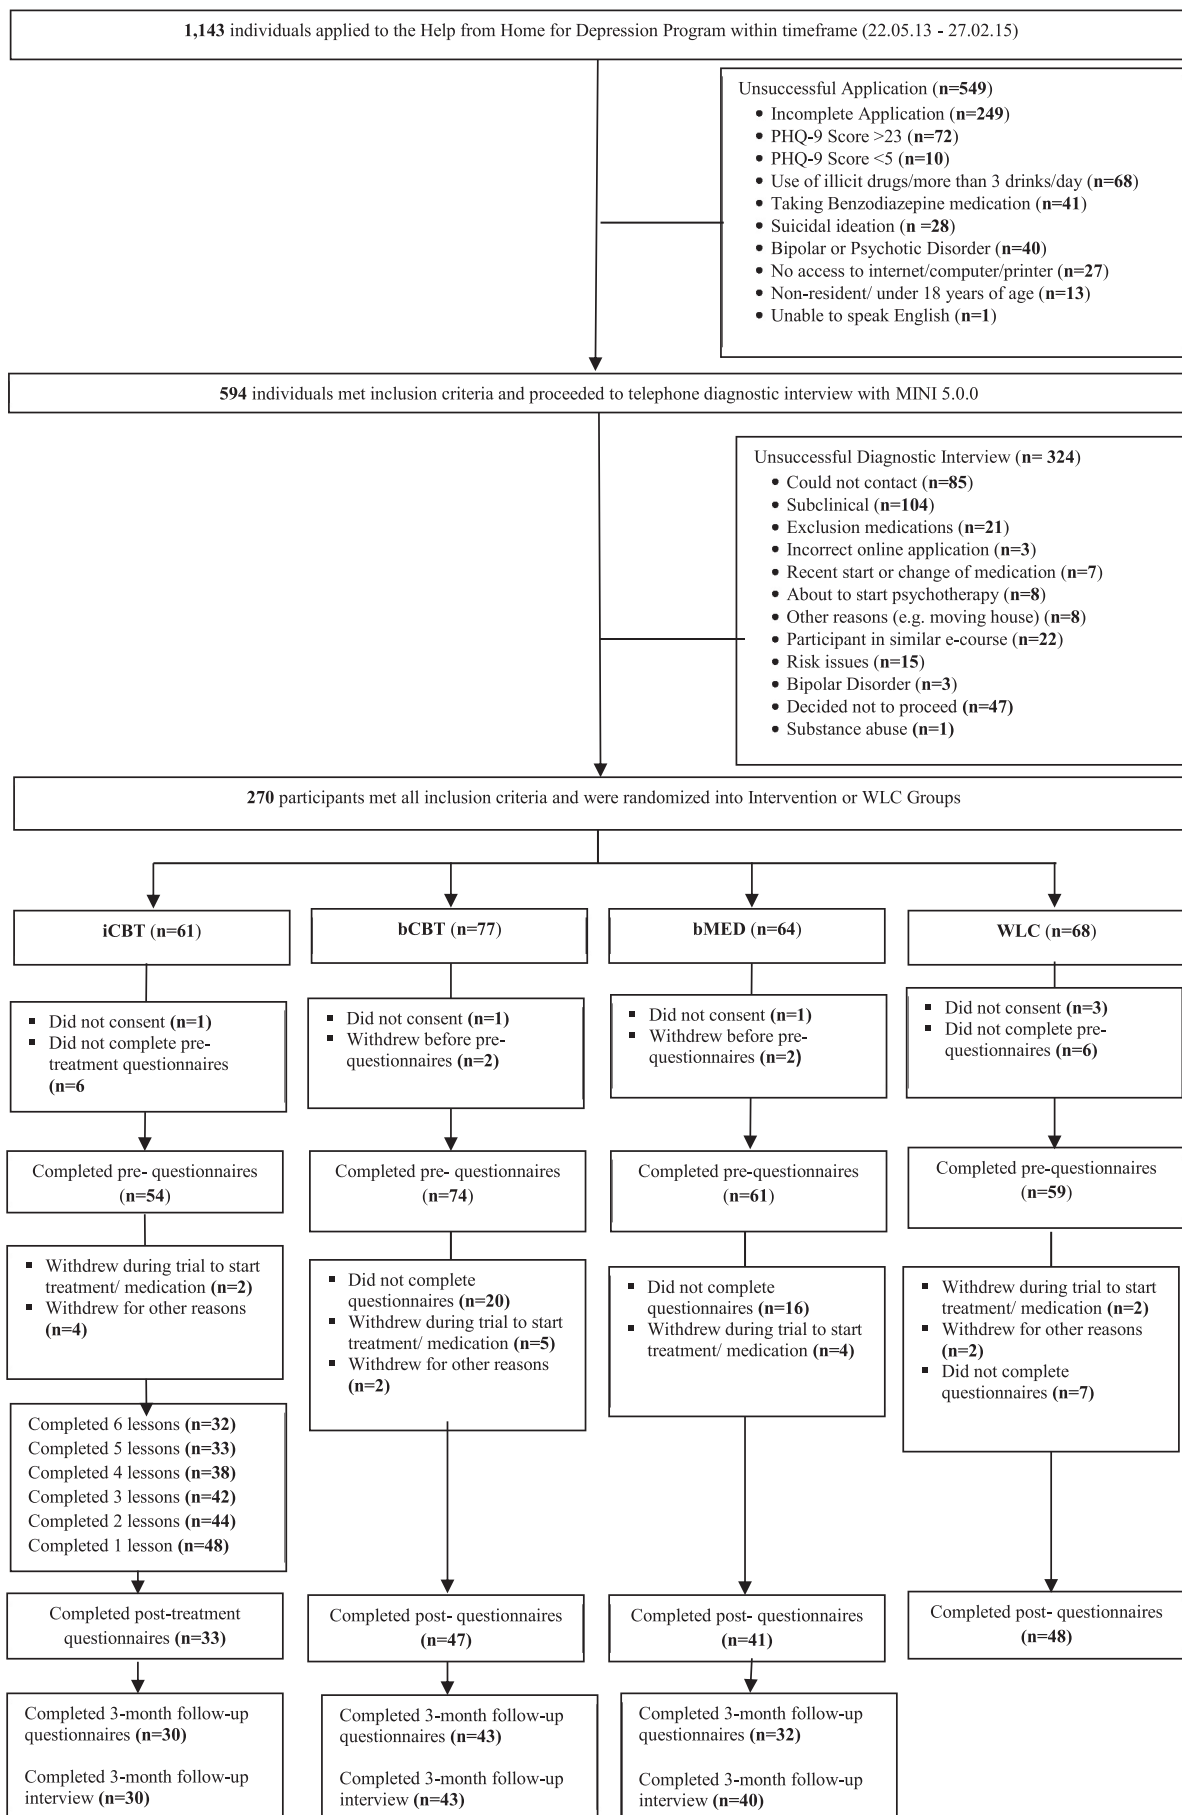 1,143 individuals applied to the Help from Home for Depression Program within timeframe (22.05.13 - 27.02.15)
Unsuccessful Application (n=549)
• Incomplete Application (n=249)
• PHQ-9 Score >23 (n=72)
• PHQ-9 Score <5 (n=10)
• Use of illicit drugs/more than 3 drinks/day (n=68)
• Taking Benzodiazepine medication (n=41)
• Suicidal ideation (n =28)
• Bipolar or Psychotic Disorder (n=40)
• No access to internet/computer/printer (n=27)
• Non-resident/ under 18 years of age (n=13)
• Unable to speak English (n=1)
594 individuals met inclusion criteria and proceeded to telephone diagnostic interview with MINI 5.0.0
Unsuccessful Diagnostic Interview (n= 324)
• Could not contact (n=85)
• Subclinical (n=104)
• Exclusion medications (n=21)
• Incorrect online application (n=3)
• Recent start or change of medication (n=7)
• About to start psychotherapy (n=8)
• Other reasons (e.g. moving house) (n=8)
• Participant in similar e-course (n=22)
• Risk issues (n=15)
• Bipolar Disorder (n=3)
• Decided not to proceed (n=47)
• Substance abuse (n=1)
270 participants met all inclusion criteria and were randomized into Intervention or WLC Groups
iCBT (n=61)
bCBT (n=77)
bMED (n=64)
WLC (n=68)
▪ Did not consent (n=1)
▪ Did not complete pre-
treatment questionnaires
(n=6
▪ Did not consent (n=1)
▪ Withdrew before pre-
questionnaires (n=2)
▪ Did not consent (n=1)
▪ Withdrew before pre-
questionnaires (n=2)
▪ Did not consent (n=3)
▪ Did not complete pre-
questionnaires (n=6)
Completed pre- questionnaires
(n=54)
Completed pre- questionnaires
(n=74)
Completed pre-questionnaires
(n=61)
Completed pre-questionnaires
(n=59)
▪ Withdrew during trial to start
treatment/ medication (n=2)
▪ Withdrew for other reasons
(n=4)
▪ Did not complete
questionnaires (n=20)
▪ Withdrew during trial to start
treatment/ medication (n=5)
▪ Withdrew for other reasons
(n=2)
▪ Did not complete
questionnaires (n=16)
▪ Withdrew during trial to start
treatment/ medication (n=4)
▪ Withdrew during trial to start
treatment/ medication (n=2)
▪ Withdrew for other reasons
(n=2)
▪ Did not complete
questionnaires (n=7)
Completed 6 lessons (n=32)
Completed 5 lessons (n=33)
Completed 4 lessons (n=38)
Completed 3 lessons (n=42)
Completed 2 lessons (n=44)
Completed 1 lesson (n=48)
Completed post-treatment
questionnaires (n=33)
Completed post- questionnaires
(n=47)
Completed post- questionnaires
(n=41)
Completed post- questionnaires
(n=48)
Completed 3-month follow-up
questionnaires (n=30)
Completed 3-month follow-up
interview (n=30)
Completed 3-month follow-up
questionnaires (n=43)
Completed 3-month follow-up
interview (n=43)
Completed 3-month follow-up
questionnaires (n=32)
Completed 3-month follow-up
interview (n=40)